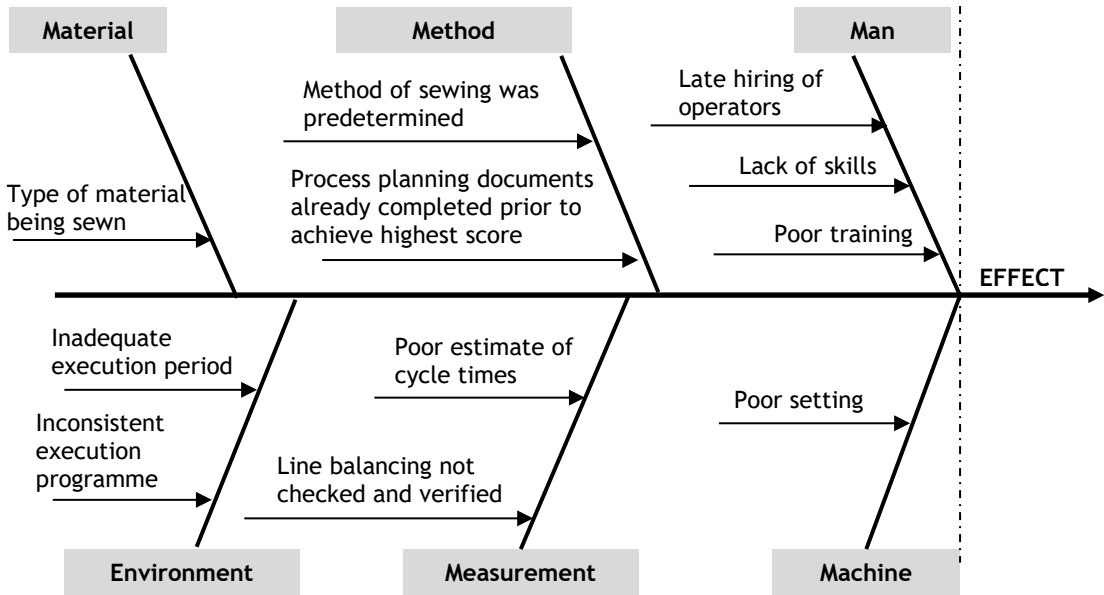 Material
Method
Man
Method of sewing was
predetermined
Late hiring of
operators
Lack of skills
Type of material
being sewn
Process planning documents
already completed prior to
achieve highest score
Poor training
EFFECT
Inadequate
execution period
Poor estimate of
cycle times
Poor setting
Inconsistent
execution
programme
Line balancing not
checked and verified
Environment
Measurement
Machine